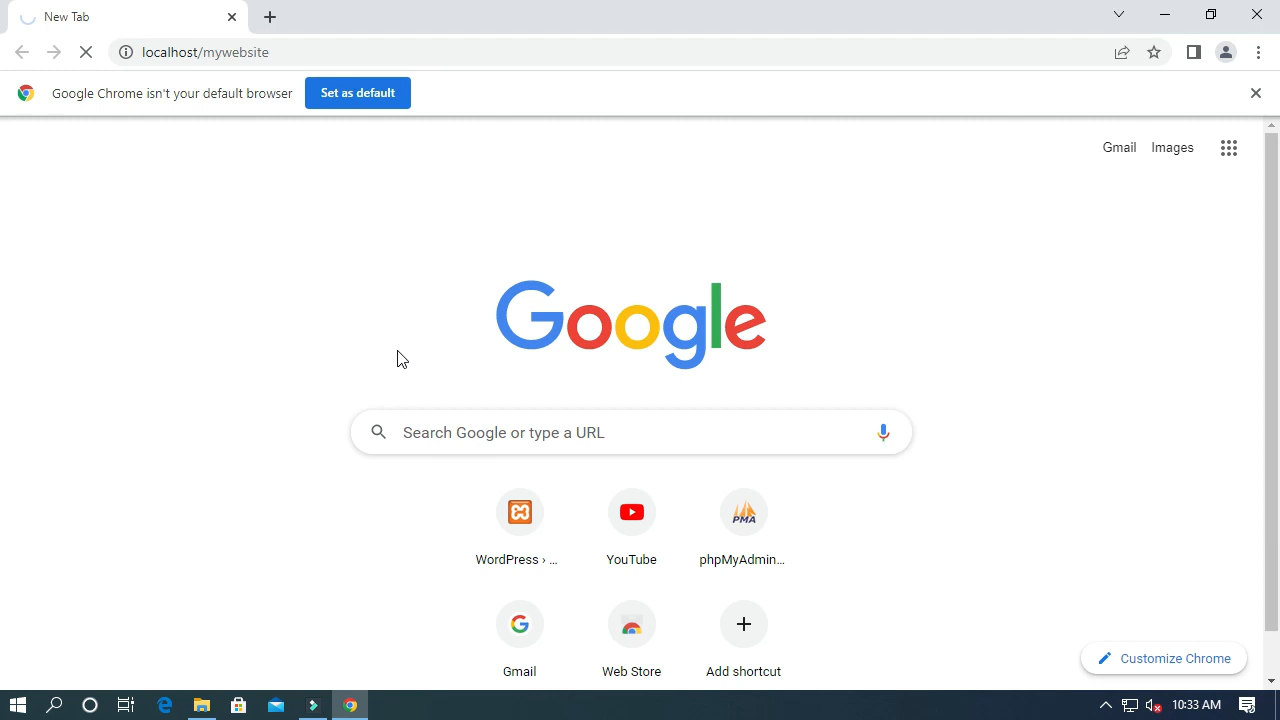 New Tab
localhost/mywebsite
Google Chrome isn't your default browser
Set as default
Gmail
Images
Google
Search Google or type a URL
WordPress › ...
YouTube
PMA
phpMyAdmin...
Gmail
Web Store
Add shortcut
Customize Chrome
10:33 AM